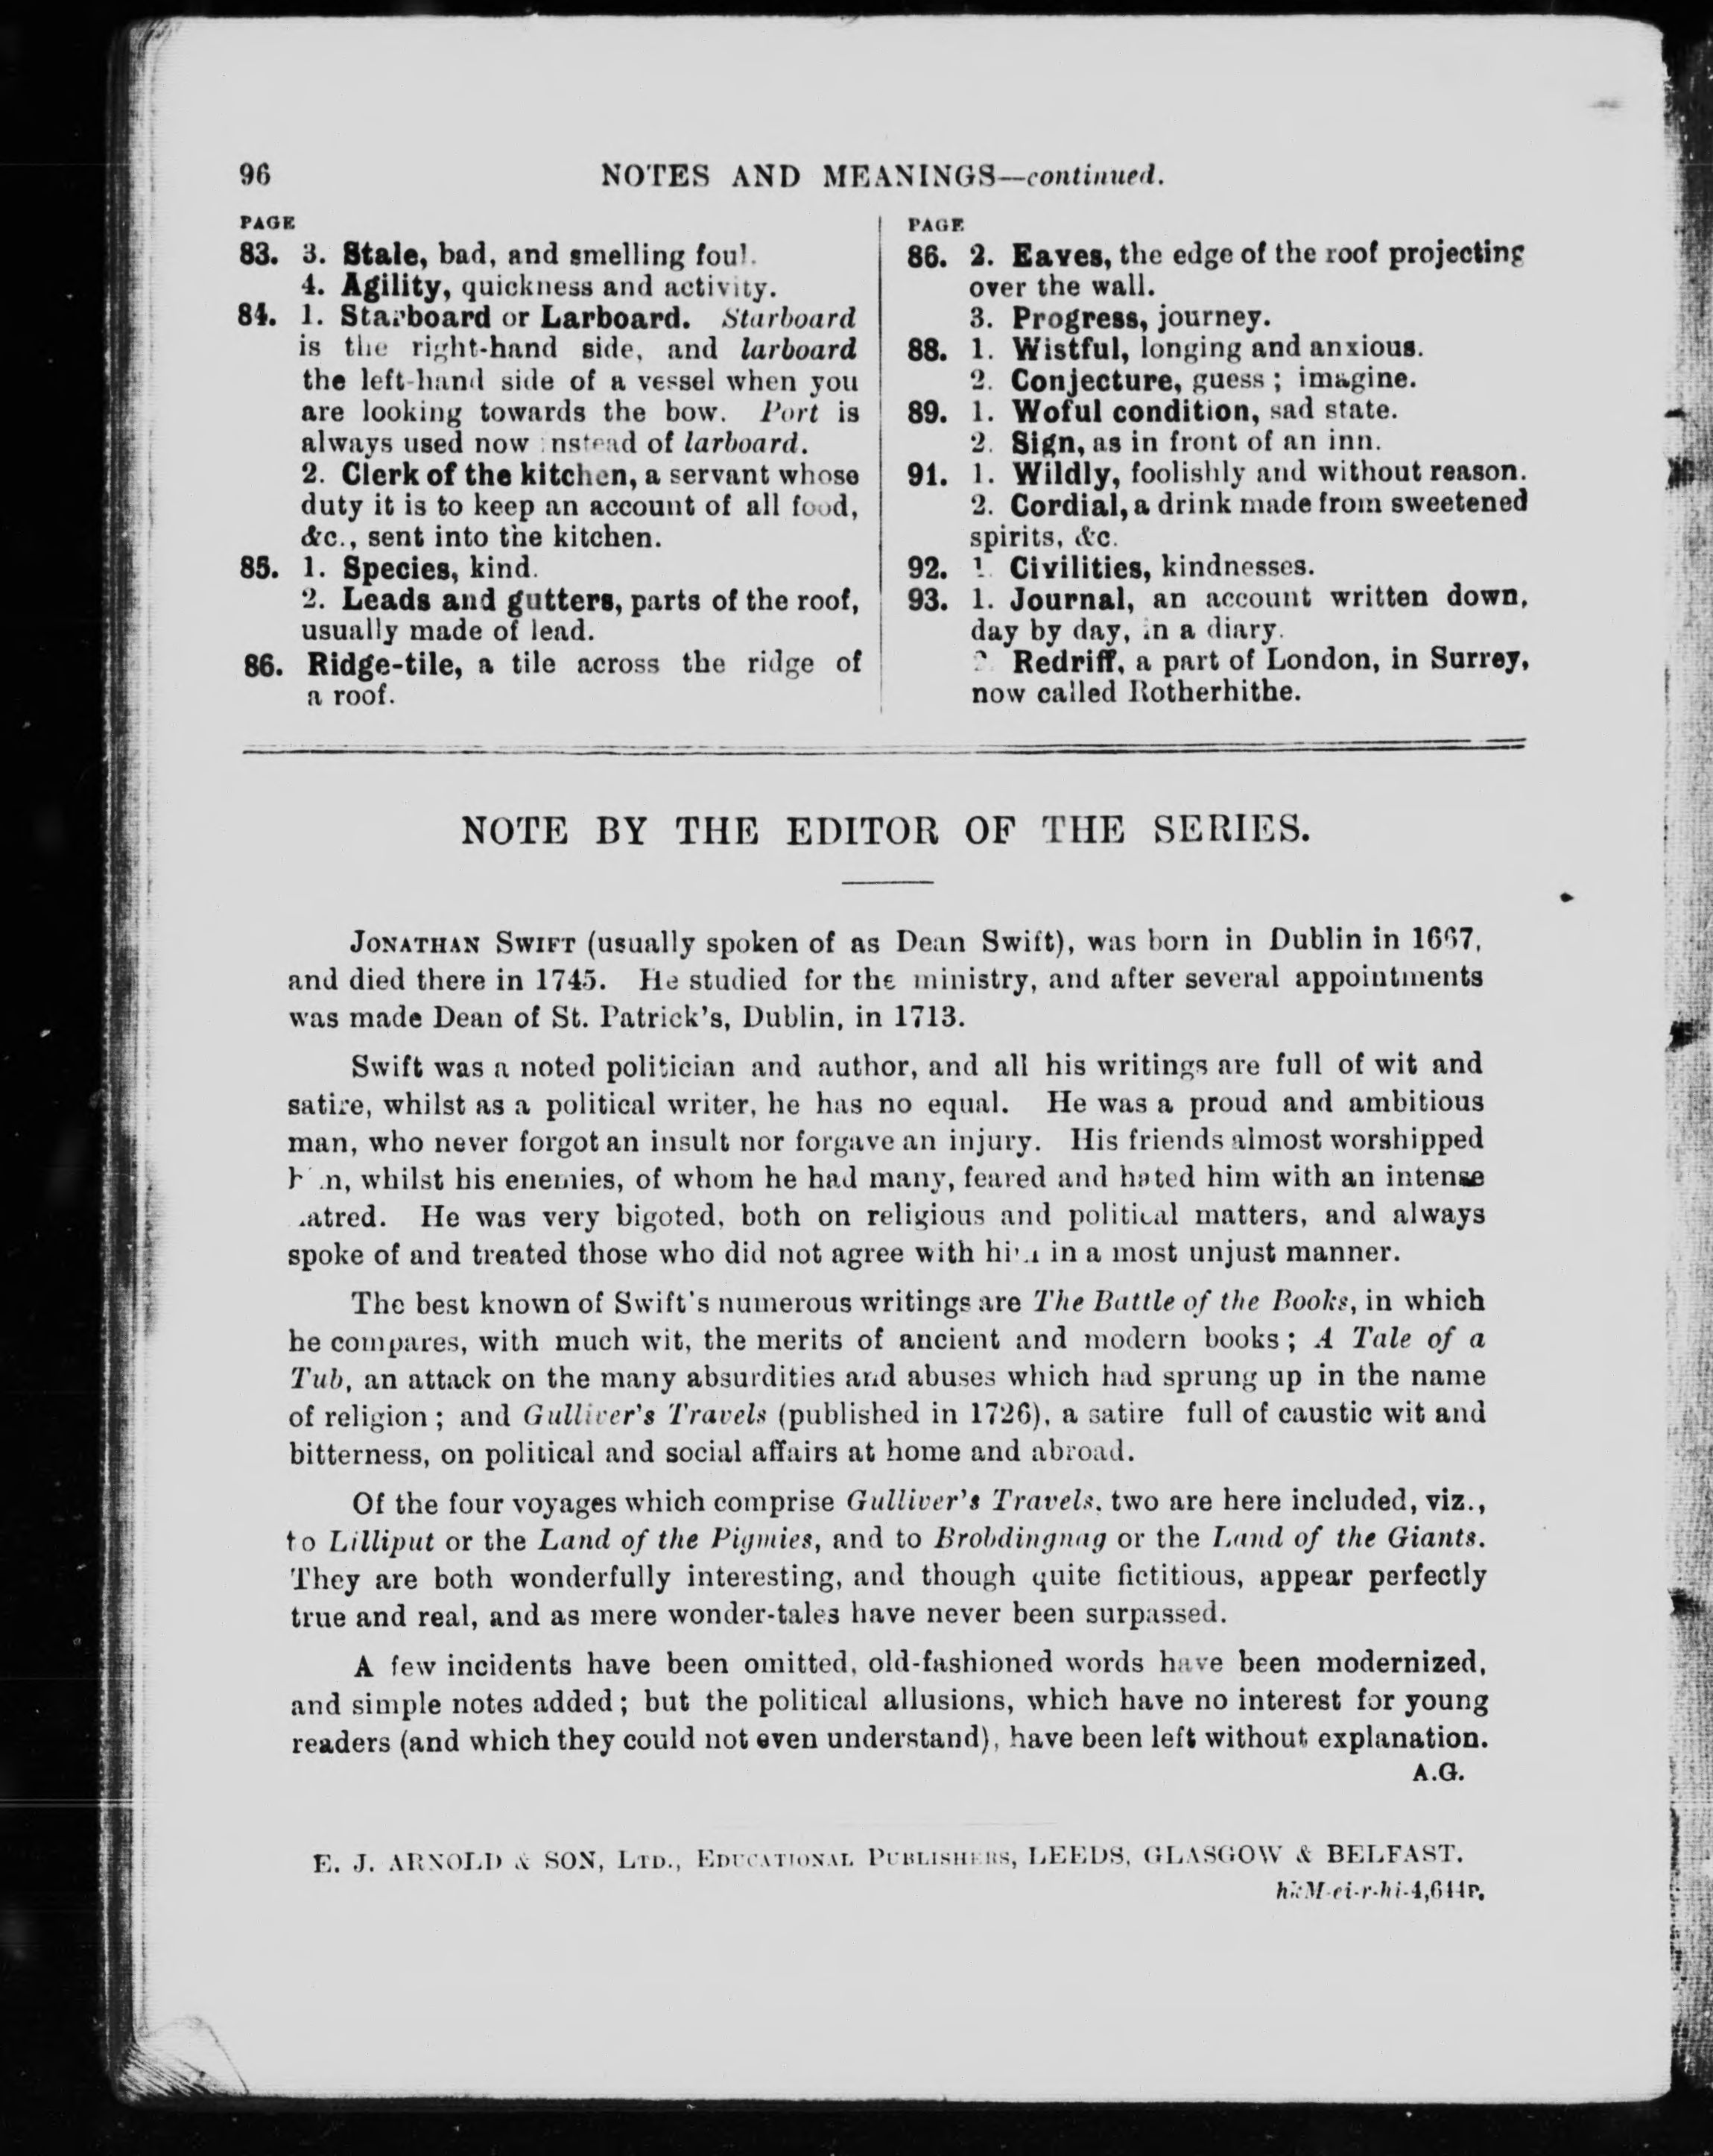 96
NOTES AND MEANINGS—continued.
PAGE
83. 3. Stale, bad, and smelling foul.
4. Agility, quickness and activity.
84. 1. Starboard or Larboard. Starboard
is the right-hand side, and larboard
the left-hand side of a vessel when you
are looking towards the bow. Port is
always used now instead of larboard.
2. Clerk of the kitchen, a servant whose
duty it is to keep an account of all food,
&c., sent into the kitchen.
85. 1. Species, kind.
2. Leads and gutters, parts of the roof,
usually made of lead.
86. Ridge-tile, a tile across the ridge of
a roof.
PAGE
86. 2. Eaves, the edge of the roof projecting
over the wall.
3. Progress, journey.
88. 1. Wistful, longing and anxious.
2. Conjecture, guess ; imagine.
89. 1. Woful condition, sad state.
2. Sign, as in front of an inn.
91. 1. Wildly, foolishly and without reason.
2. Cordial, a drink made from sweetened
spirits, &c.
92. 1. Civilities, kindnesses.
93. 1. Journal, an account written down,
day by day, in a diary.
2. Redriff, a part of London, in Surrey,
now called Rotherhithe.
NOTE BY THE EDITOR OF THE SERIES.
JONATHAN SWIFT (usually spoken of as Dean Swift), was born in Dublin in 1667,
and died there in 1745. He studied for the ministry, and after several appointments
was made Dean of St. Patrick's, Dublin, in 1713.
Swift was a noted politician and author, and all his writings are full of wit and
satire, whilst as a political writer, he has no equal. He was a proud and ambitious
man, who never forgot an insult nor forgave an injury. His friends almost worshipped
him, whilst his enemies, of whom he had many, feared and hated him with an intense
hatred. He was very bigoted, both on religious and political matters, and always
spoke of and treated those who did not agree with him in a most unjust manner.
The best known of Swift's numerous writings are The Battle of the Books, in which
he compares, with much wit, the merits of ancient and modern books ; A Tale of a
Tub, an attack on the many absurdities and abuses which had sprung up in the name
of religion ; and Gulliver's Travels (published in 1726), a satire full of caustic wit and
bitterness, on political and social affairs at home and abroad.
Of the four voyages which comprise Gulliver's Travels, two are here included, viz.,
to Lilliput or the Land of the Pigmies, and to Brobdingnag or the Land of the Giants.
They are both wonderfully interesting, and though quite fictitious, appear perfectly
true and real, and as mere wonder-tales have never been surpassed.
A few incidents have been omitted, old-fashioned words have been modernized,
and simple notes added ; but the political allusions, which have no interest for young
readers (and which they could not even understand), have been left without explanation.
A.G.
E. J. ARNOLD & SON, LTD., EDUCATIONAL PUBLISHERS, LEEDS, GLASGOW & BELFAST.